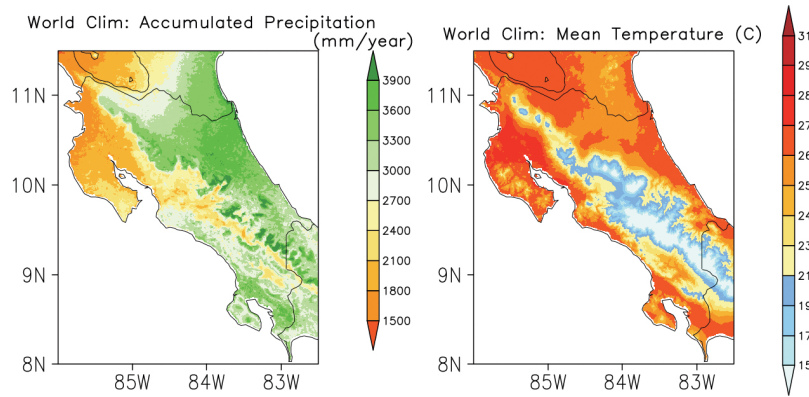 World Clim: Accumulated Precipitation
(mm/year)
11N
10N
9N
8N
85W
84W
83W
3900
3600
3300
3000
2700
2400
2100
1800
1500
World Clim: Mean Temperature (C)
11N
10N
9N
8N
85W
84W
83W
31
29
28
27
26
25
24
23
21
20
19
17
15